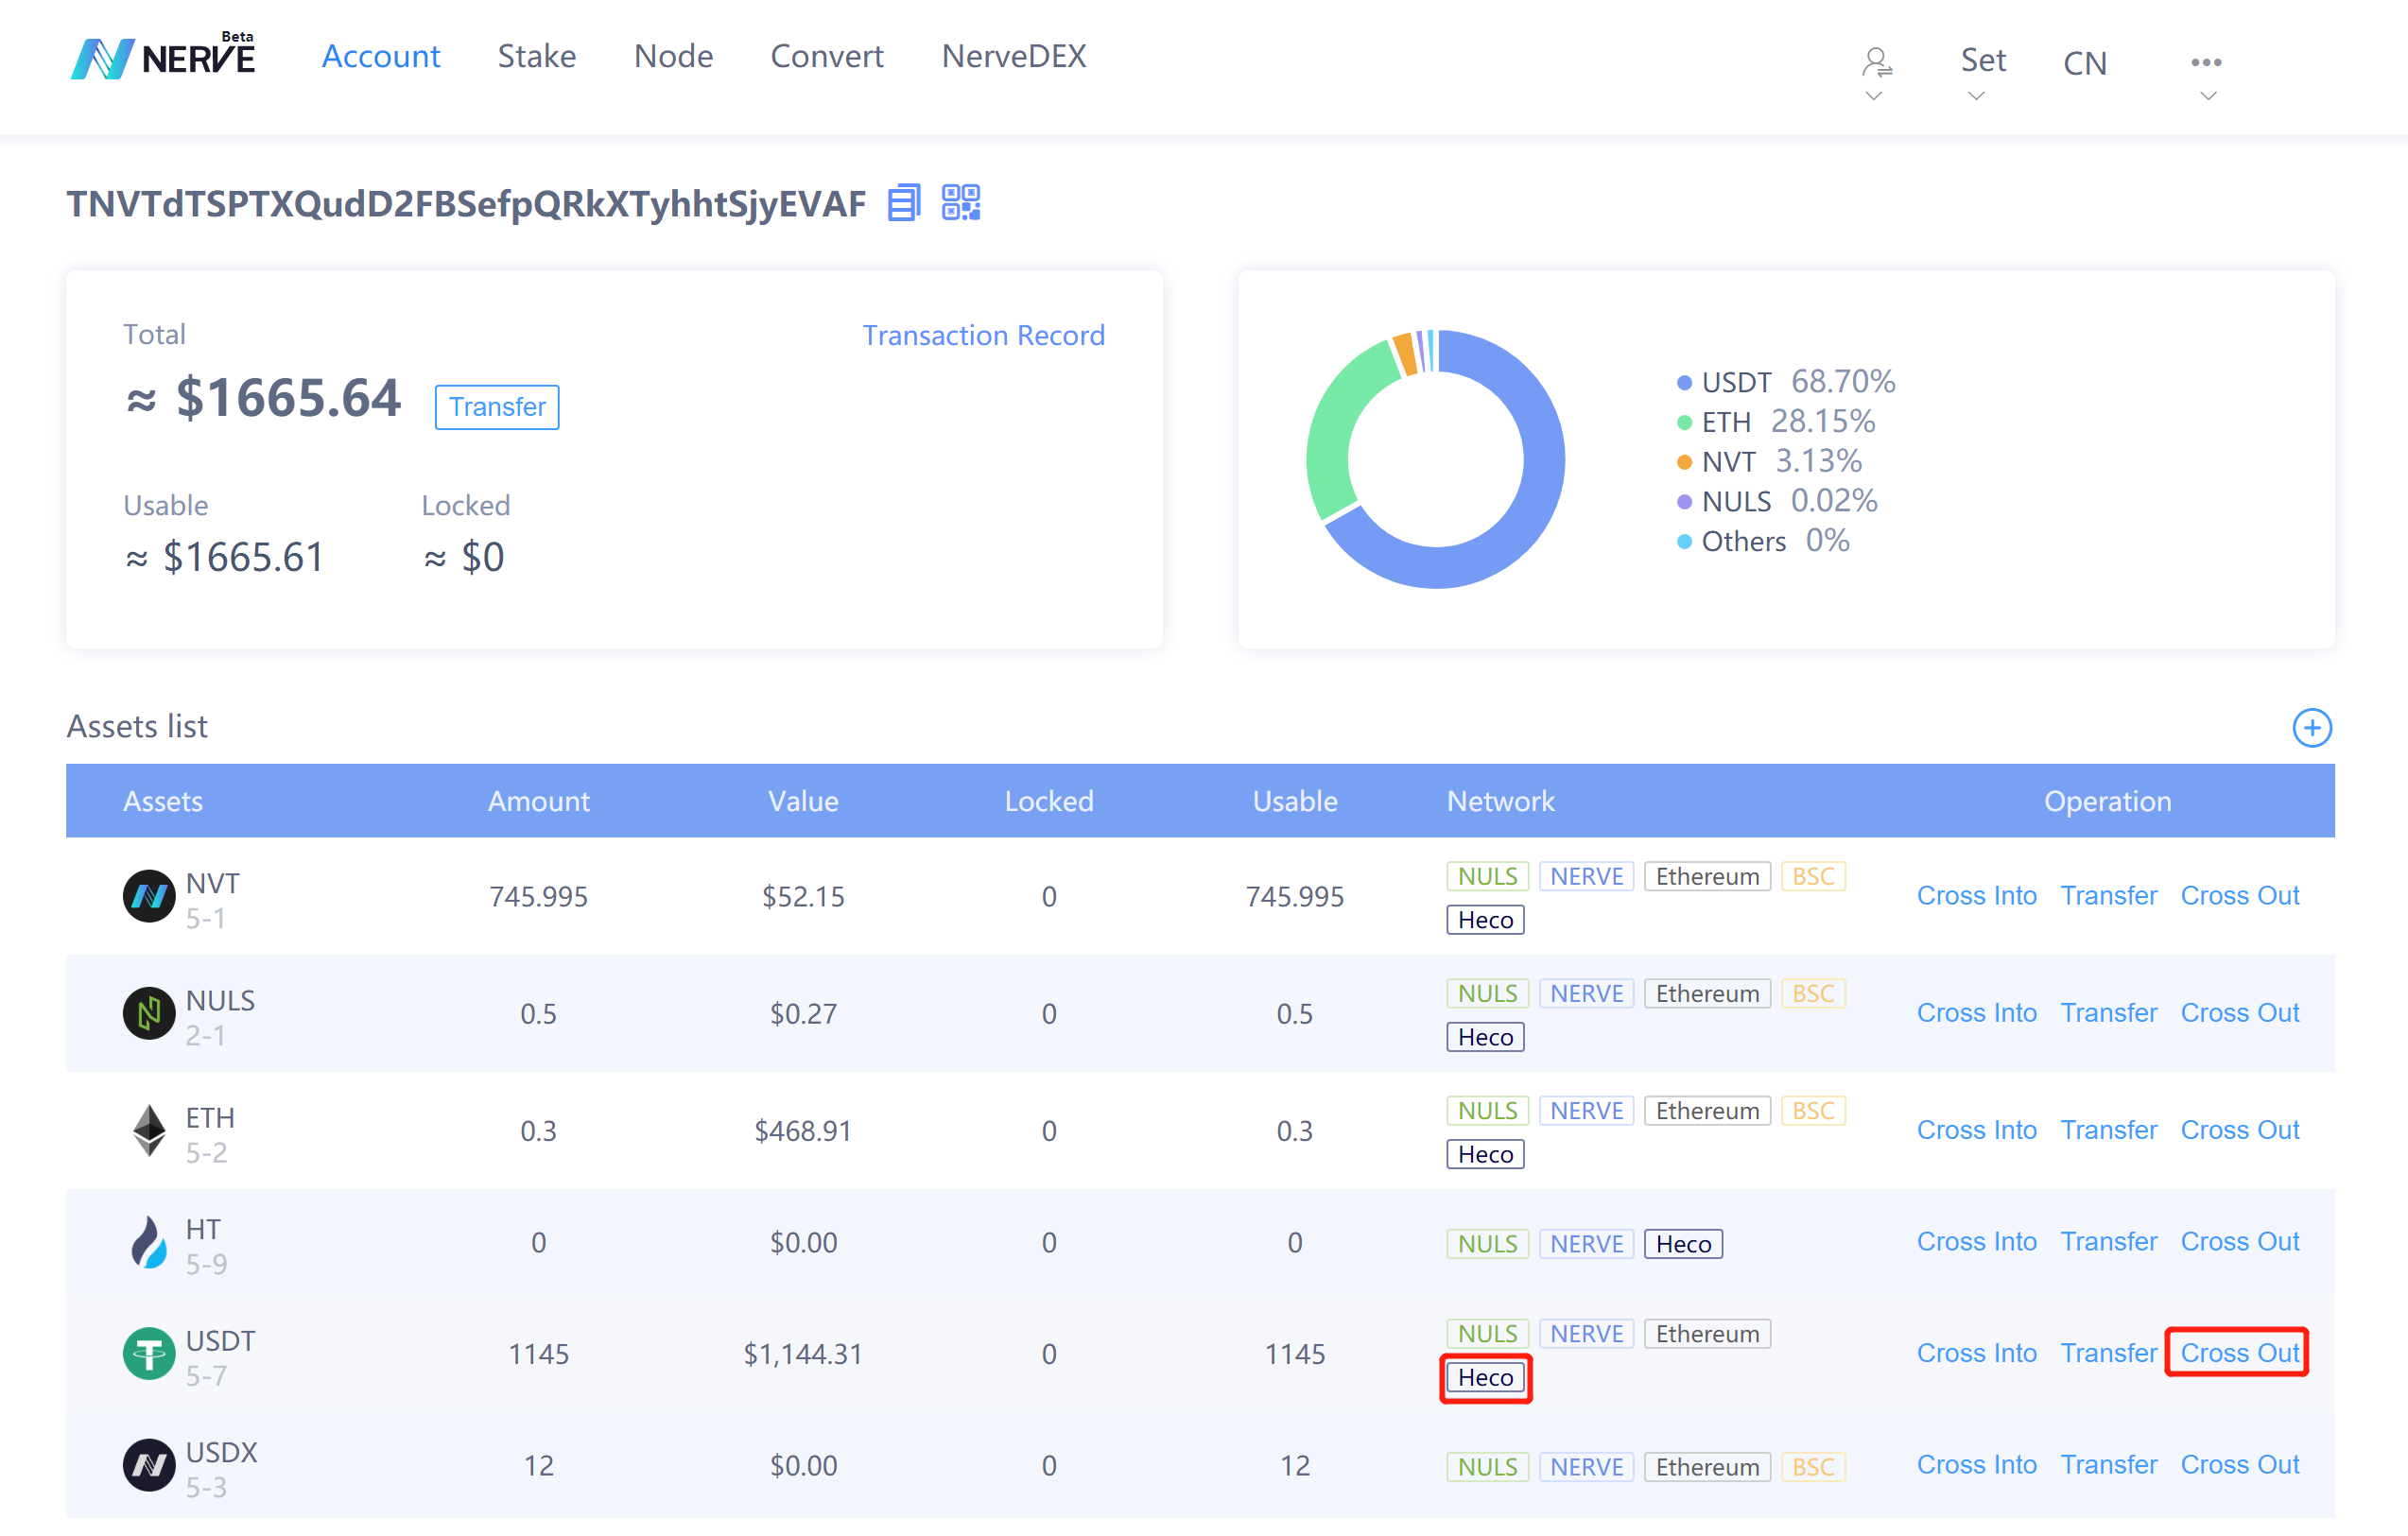 NERVE Beta Account Stake Node Convert NerveDEX Set CN •••
TNVTdTSPTXQudD2FBSefpQRkXTyhhtSjyEVAF
Total Transaction Record
≈ $1665.64 Transfer
Usable Locked
≈ $1665.61 ≈ $0
USDT 68.70%
ETH 28.15%
NVT 3.13%
NULS 0.02%
Others 0%
Assets list
Assets Amount Value Locked Usable Network Operation
NVT 745.995 $52.15 0 745.995 NULS NERVE Ethereum BSC Cross Into Transfer Cross Out
5-1 Heco
NULS 0.5 $0.27 0 0.5 NULS NERVE Ethereum BSC Cross Into Transfer Cross Out
2-1 Heco
ETH 0.3 $468.91 0 0.3 NULS NERVE Ethereum BSC Cross Into Transfer Cross Out
5-2 Heco
HT 0 $0.00 0 0 NULS NERVE Heco Cross Into Transfer Cross Out
5-9
USDT 1145 $1,144.31 0 1145 NULS NERVE Ethereum Cross Into Transfer Cross Out
5-7 Heco
USDX 12 $0.00 0 12 NULS NERVE Ethereum BSC Cross Into Transfer Cross Out
5-3